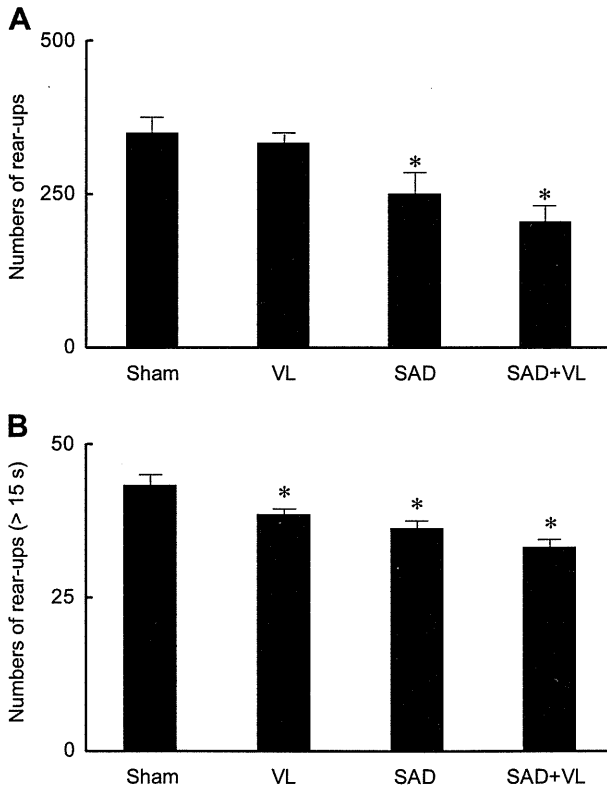 A
Numbers of rear-ups
500
250
0
*
*
Sham VL SAD SAD+VL
B
Numbers of rear-ups (> 15 s)
50
25
0
*
*
*
Sham VL SAD SAD+VL